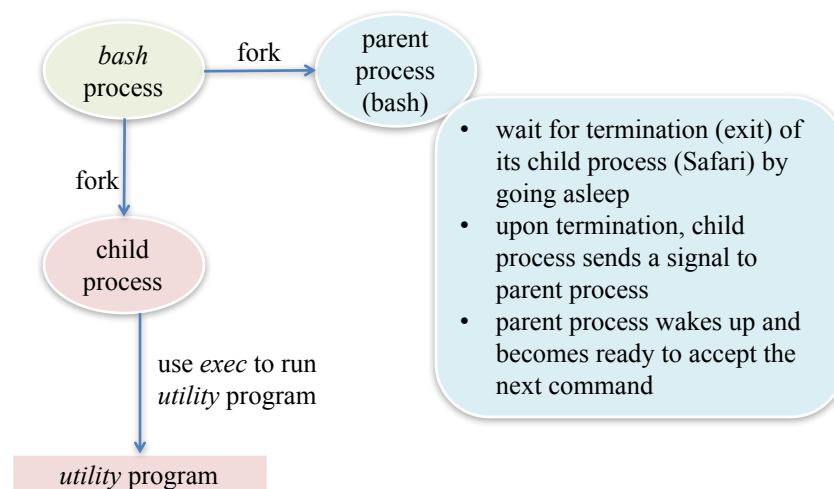 bash
process
fork
parent
process
(bash)
• wait for termination (exit) of
its child process (Safari) by
going asleep
• upon termination, child
process sends a signal to
parent process
• parent process wakes up and
becomes ready to accept the
next command
fork
child
process
use exec to run
utility program
utility program